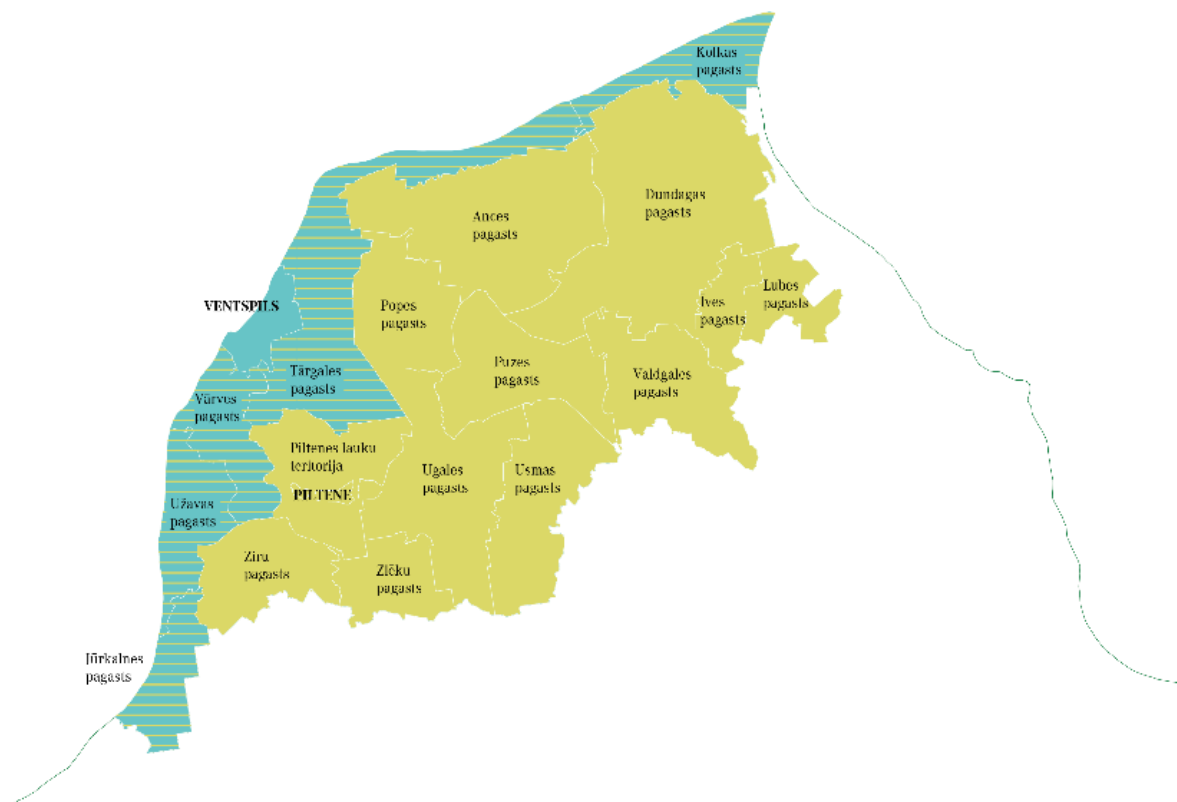 Kolkas
pagasts
Dundagas
pagasts
Ances
pagasts
Lubes
pagasts
Īves
pagasts
VENTSPILS
Popes
pagasts
Puzes
pagasts
Valdgales
pagasts
Tārgales
pagasts
Vārves
pagasts
Piltenes lauku
teritorija
PILTENE
Ugāles
pagasts
Usmas
pagasts
Užavas
pagasts
Ziru
pagasts
Zlēku
pagasts
Jūrkalnes
pagasts